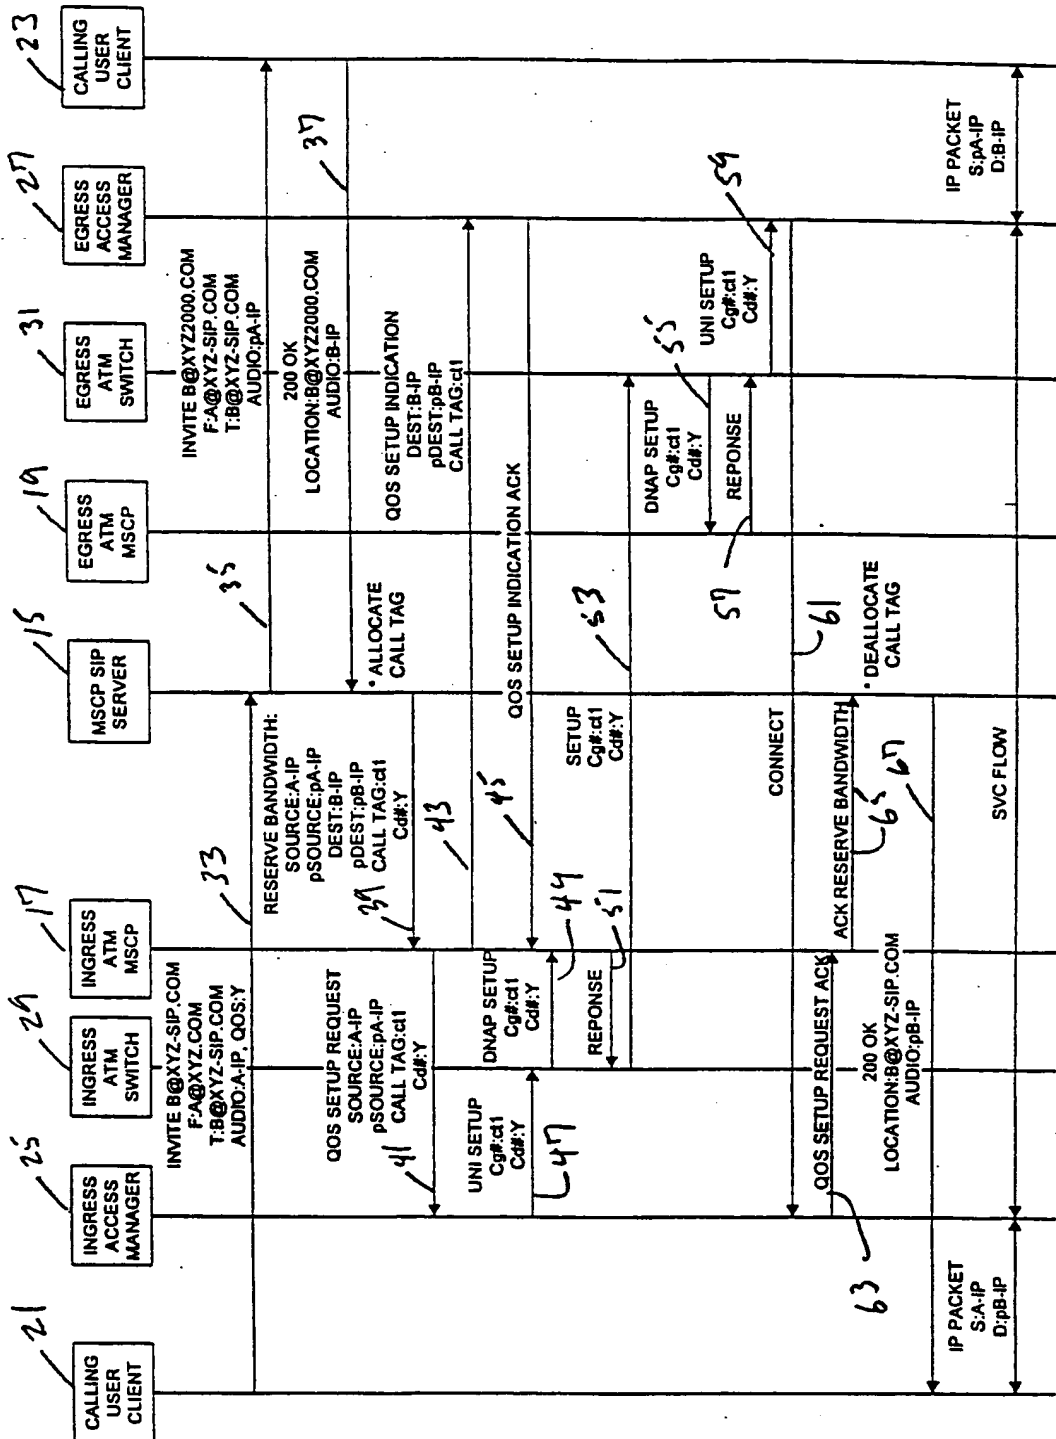 21
CALLING
USER
CLIENT
25
INGRESS
ACCESS
MANAGER
29
INGRESS
ATM
SWITCH
17
INGRESS
ATM
MSCP
15
MSCP SIP
SERVER
19
EGRESS
ATM
MSCP
31
EGRESS
ATM
SWITCH
27
EGRESS
ACCESS
MANAGER
23
CALLING
USER
CLIENT
INVITE B@XYZ-SIP.COM
F:A@XYZ.COM
T:B@XYZ-SIP.COM
AUDIO:A-IP, QOS:Y
33
INVITE B@XYZ2000.COM
F:A@XYZ-SIP.COM
T:B@XYZ-SIP.COM
AUDIO:pA-IP
35
200 OK
LOCATION:B@XYZ2000.COM
AUDIO:B-IP
37
* ALLOCATE
CALL TAG
RESERVE BANDWIDTH:
SOURCE:A-IP
pSOURCE:pA-IP
DEST:B-IP
pDEST:pB-IP
CALL TAG:ct1
Cd#:Y
39
QOS SETUP REQUEST
SOURCE:A-IP
pSOURCE:pA-IP
CALL TAG:ct1
Cd#:Y
41
QOS SETUP INDICATION
DEST:B-IP
pDEST:pB-IP
CALL TAG:ct1
43
QOS SETUP INDICATION ACK
45
UNI SETUP
Cg#:ct1
Cd#:Y
47
DNAP SETUP
Cg#:ct1
Cd#:Y
49
REPONSE
51
SETUP
Cg#:ct1
Cd#:Y
53
DNAP SETUP
Cg#:ct1
Cd#:Y
55
REPONSE
57
UNI SETUP
Cg#:ct1
Cd#:Y
59
CONNECT
61
QOS SETUP REQUEST ACK
63
ACK RESERVE BANDWIDTH
65
* DEALLOCATE
CALL TAG
200 OK
LOCATION:B@XYZ-SIP.COM
AUDIO:pB-IP
67
IP PACKET
S:A-IP
D:pB-IP
SVC FLOW
IP PACKET
S:pA-IP
D:B-IP